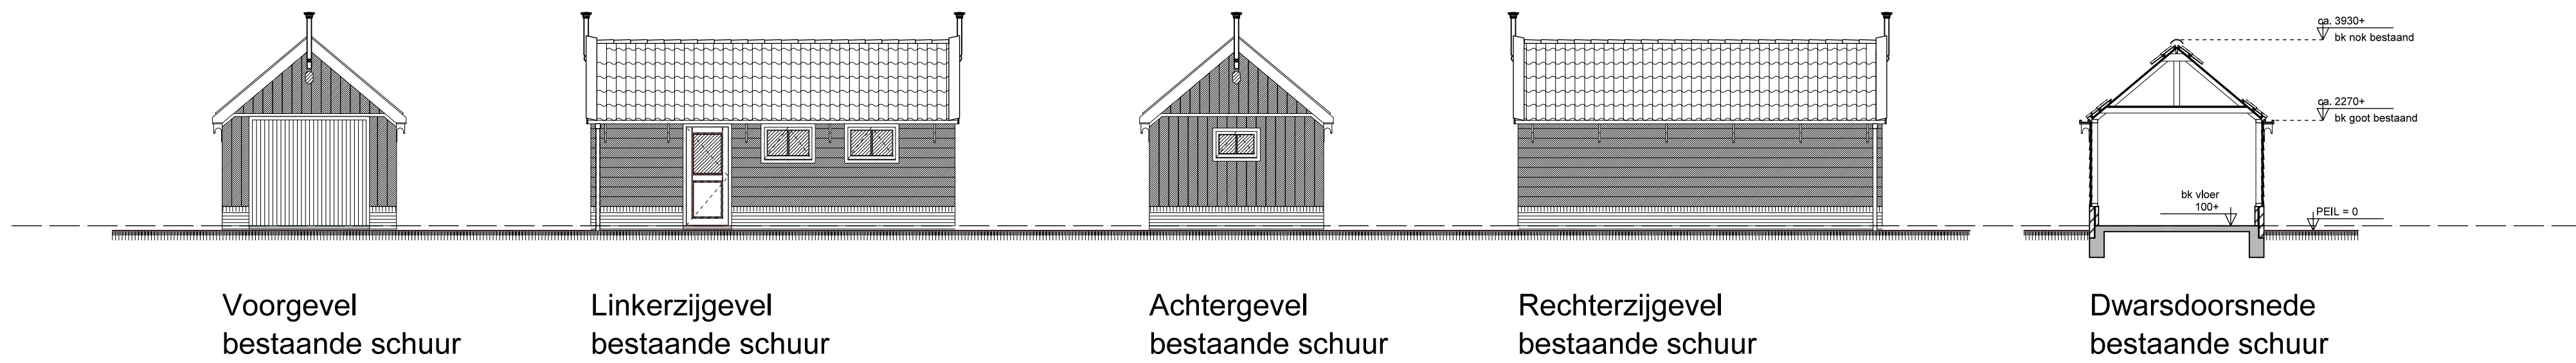 ca. 3930+
bk nok bestaand
ca. 2270+
bk goot bestaand
bk vloer
100+
PEIL = 0
Voorgevel
bestaande schuur
Linkerzijgevel
bestaande schuur
Achtergevel
bestaande schuur
Rechterzijgevel
bestaande schuur
Dwarsdoorsnede
bestaande schuur